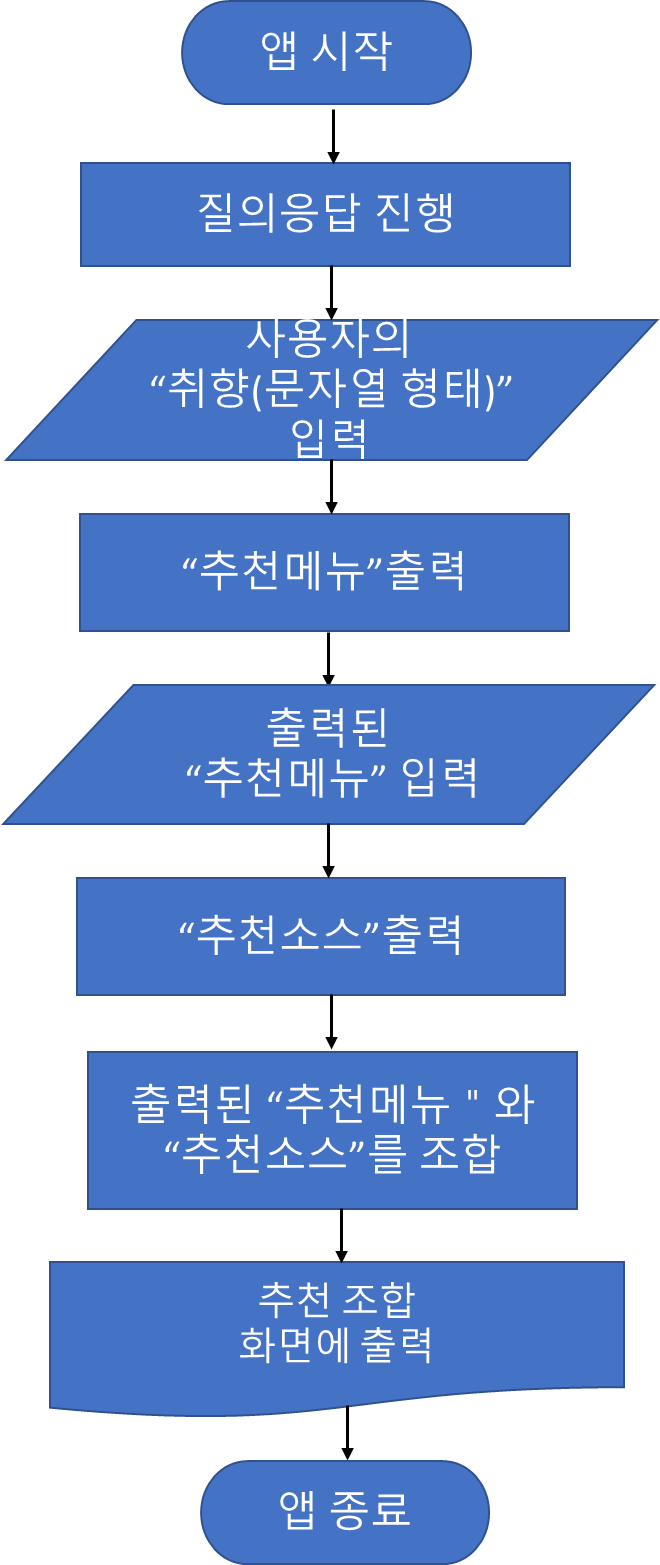 앱 시작
질의응답 진행
사용자의
“취향(문자열 형태)”
입력
“추천메뉴”출력
출력된
“추천메뉴” 입력
“추천소스”출력
출력된 “추천메뉴 " 와
“추천소스”를 조합
추천 조합
화면에 출력
앱 종료